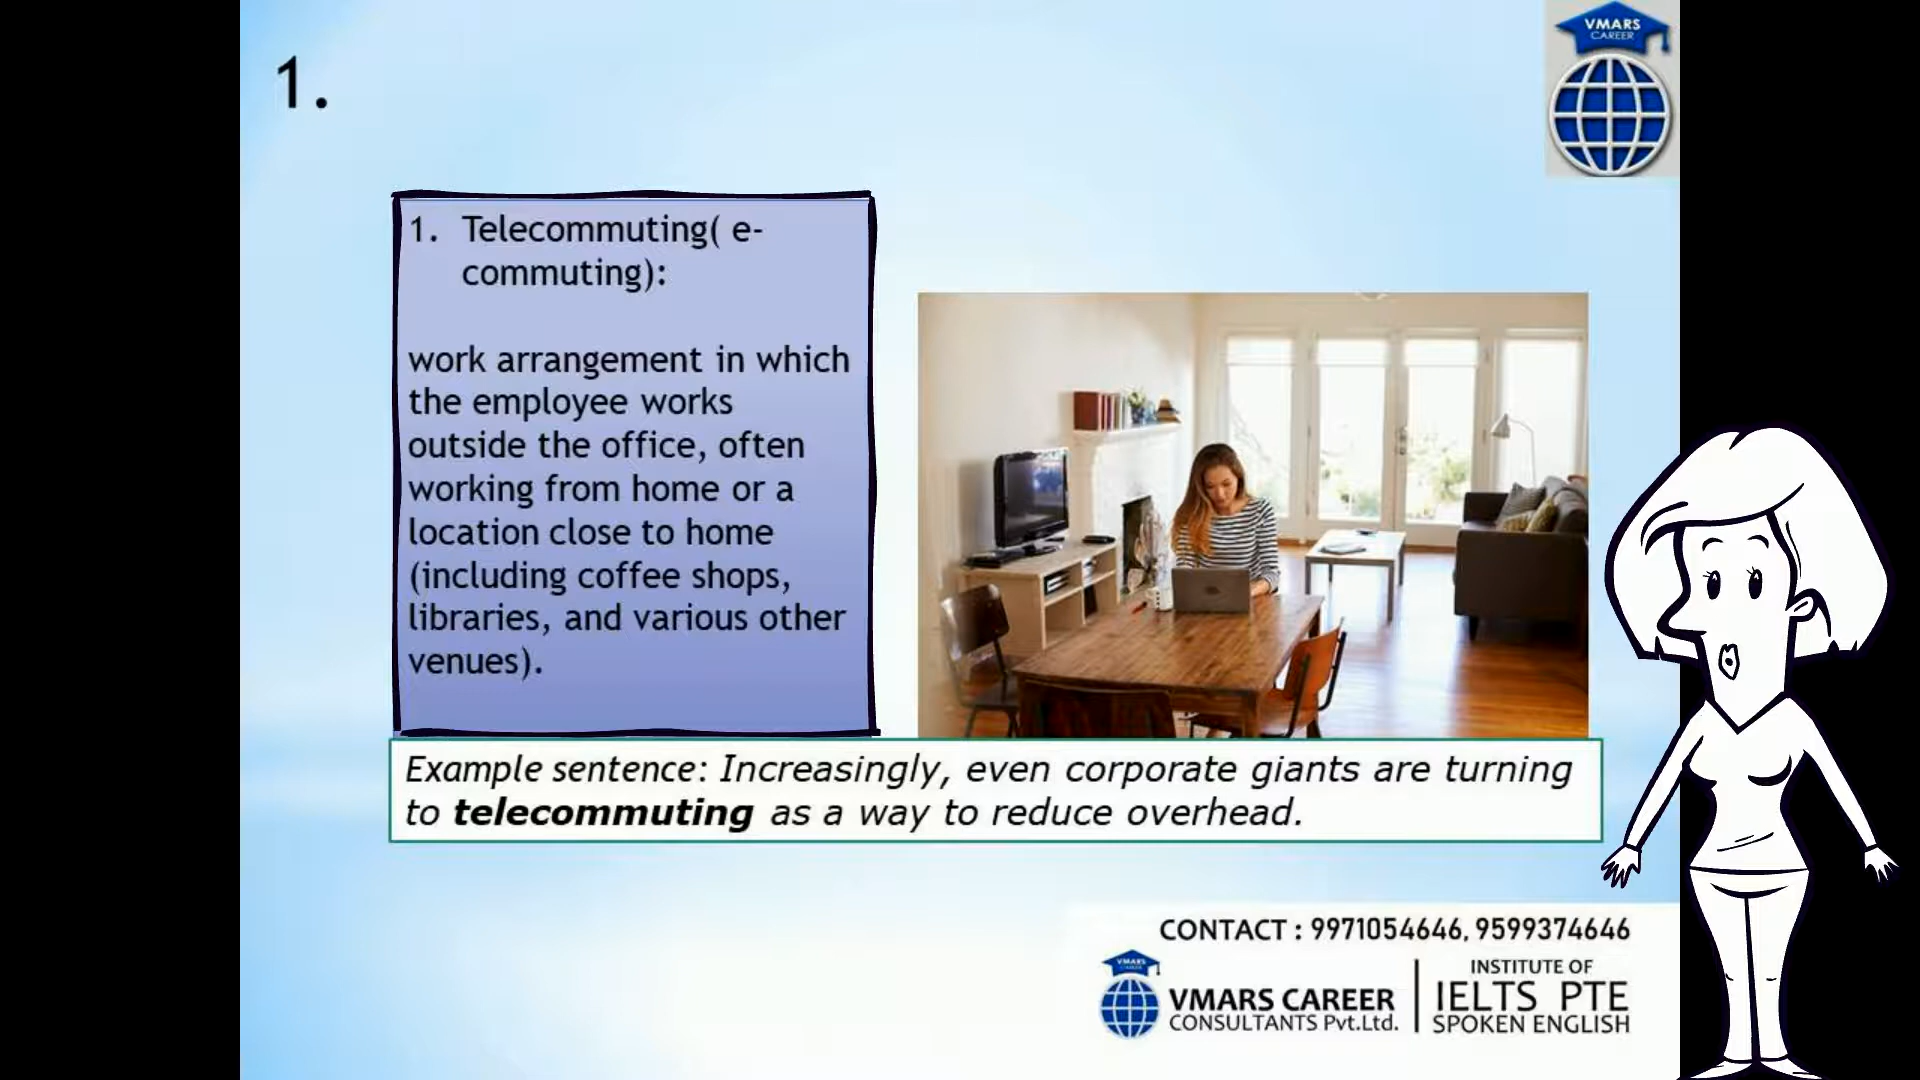 VMARS
CAREER
1.
1. Telecommuting( e-
commuting):
work arrangement in which
the employee works
outside the office, often
working from home or a
location close to home
(including coffee shops,
libraries, and various other
venues).
Example sentence: Increasingly, even corporate giants are turning
to telecommuting as a way to reduce overhead.
CONTACT : 9971054646, 9599374646
VMARS
VMARS CAREER
CONSULTANTS Pvt.Ltd.
INSTITUTE OF
IELTS PTE
SPOKEN ENGLISH